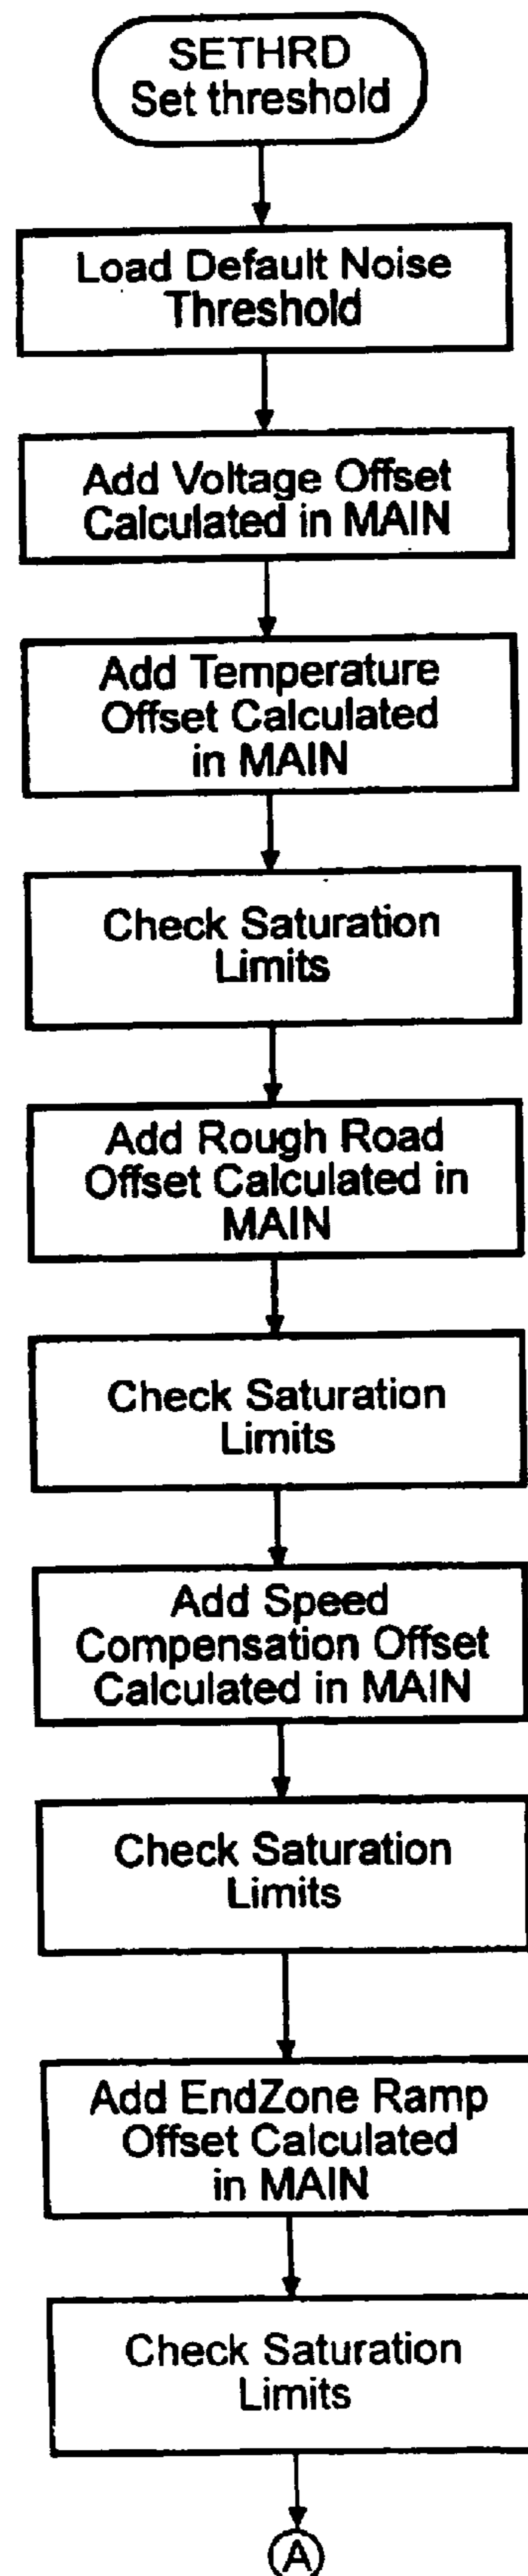 SETHRD
Set threshold
Load Default Noise
Threshold
Add Voltage Offset
Calculated in MAIN
Add Temperature
Offset Calculated
in MAIN
Check Saturation
Limits
Add Rough Road
Offset Calculated in
MAIN
Check Saturation
Limits
Add Speed
Compensation Offset
Calculated in MAIN
Check Saturation
Limits
Add EndZone Ramp
Offset Calculated
in MAIN
Check Saturation
Limits
A